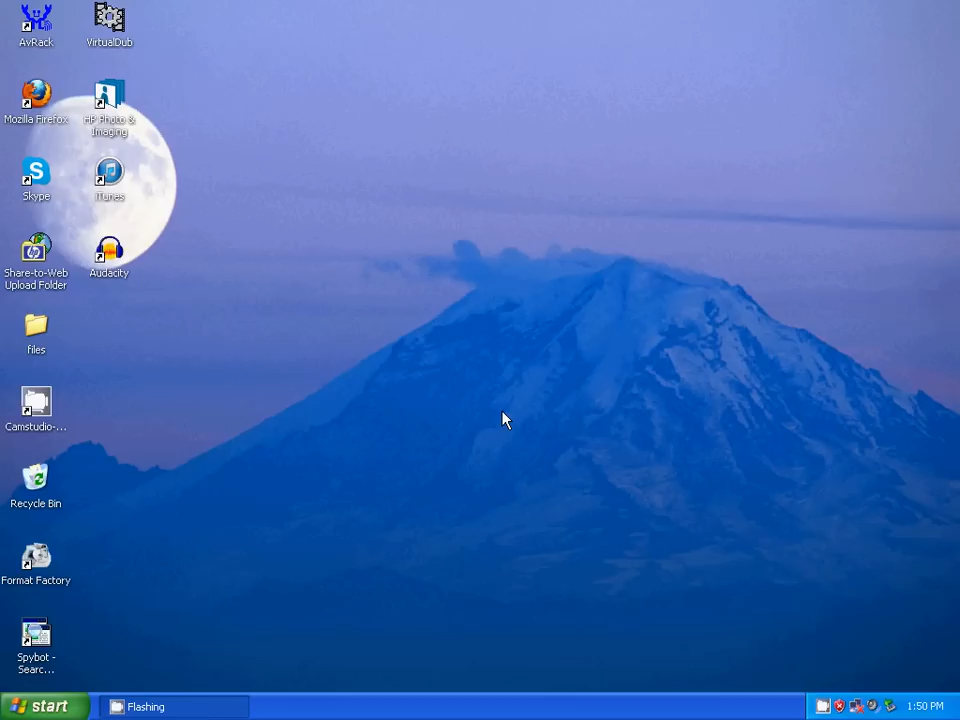 AvRack
VirtualDub
Mozilla Firefox
HP Photo &
Imaging
Skype
iTunes
Share-to-Web
Upload Folder
Audacity
files
Camstudio-...
Recycle Bin
Format Factory
Spybot -
Searc...
start
Flashing
1:50 PM